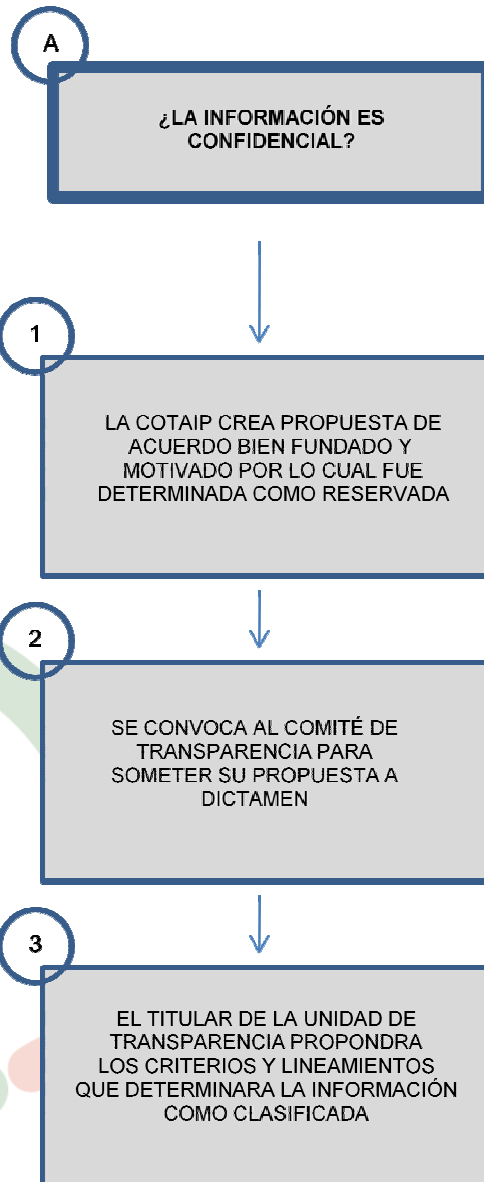 A
¿LA INFORMACIÓN ES
CONFIDENCIAL?
1
LA COTAIP CREA PROPUESTA DE
ACUERDO BIEN FUNDADO Y
MOTIVADO POR LO CUAL FUE
DETERMINADA COMO RESERVADA
2
SE CONVOCA AL COMITÉ DE
TRANSPARENCIA PARA
SOMETER SU PROPUESTA A
DICTAMEN
3
EL TITULAR DE LA UNIDAD DE
TRANSPARENCIA PROPONDRA
LOS CRITERIOS Y LINEAMIENTOS
QUE DETERMINARA LA INFORMACIÓN
COMO CLASIFICADA